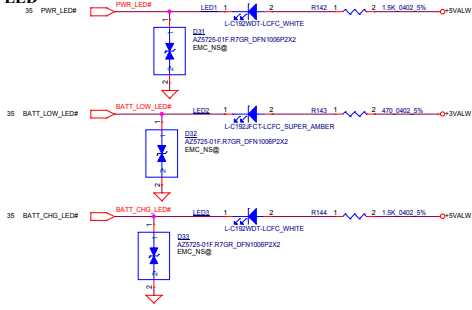 LED
35 PWR_LED# PWR_LED# LED1 1 2 R142 1 2 1.5K_0402_5% +5VALW
L-C192WDT-LCFC_WHITE
1
D31
AZ5725-01F.R7GR_DFN1006P2X2
EMC_NS@
2
35 BATT_LOW_LED# BATT_LOW_LED# LED2 1 2 R143 1 2 470_0402_5% +3VALW
L-C192JFCT-LCFC_SUPER_AMBER
1
D32
AZ5725-01F.R7GR_DFN1006P2X2
EMC_NS@
2
35 BATT_CHG_LED# BATT_CHG_LED# LED3 1 2 R144 1 2 1.5K_0402_5% +5VALW
L-C192WDT-LCFC_WHITE
1
D33
AZ5725-01F.R7GR_DFN1006P2X2
EMC_NS@
2